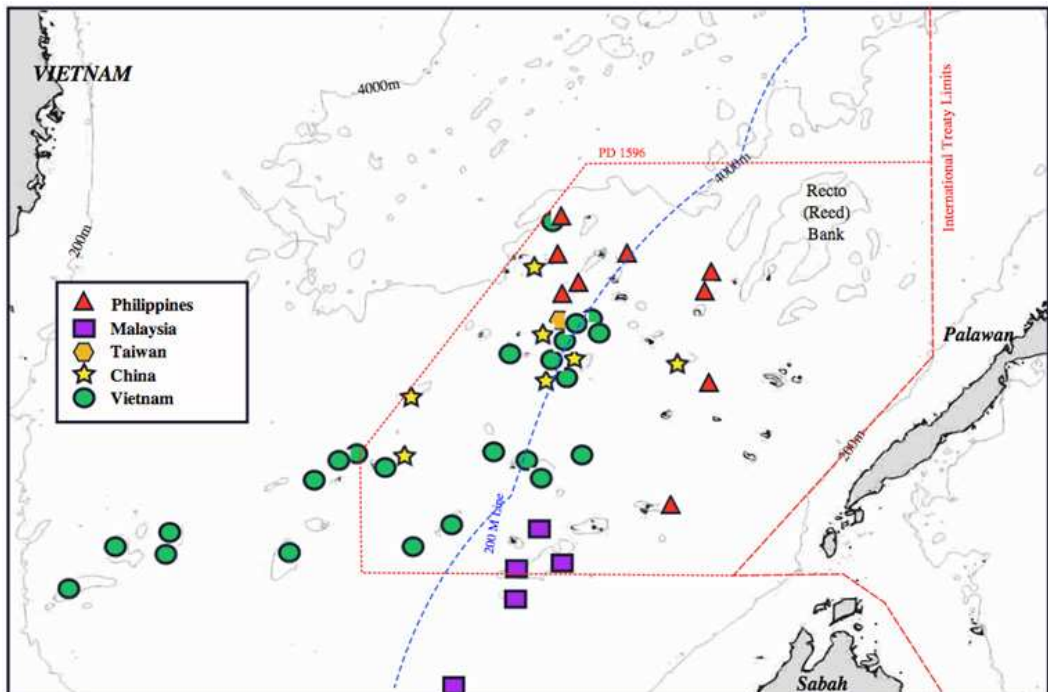 VIETNAM
4000m
200m
PD 1596
4000m
International Treaty Limits
Recto
(Reed)
Bank
Philippines
Malaysia
Taiwan
China
Vietnam
Palawan
200m
200 M Line
Sabah